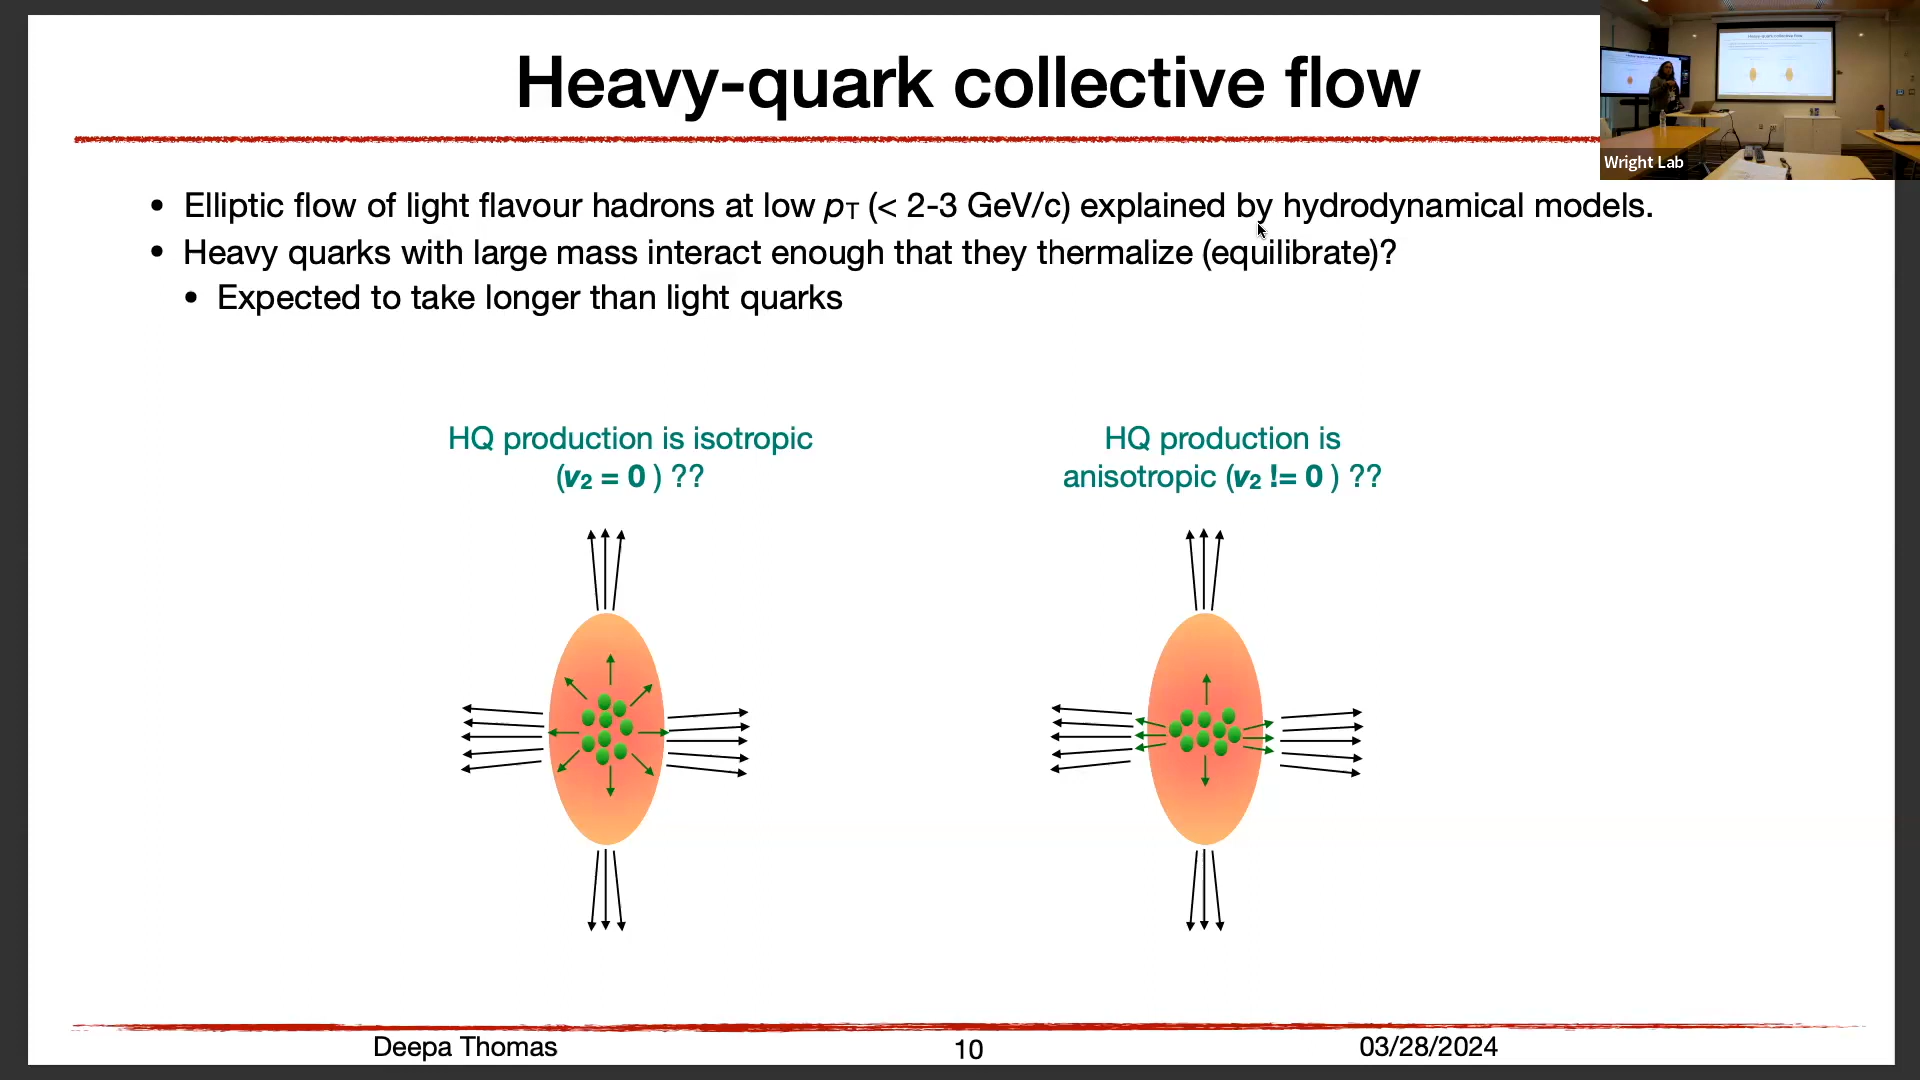 Heavy-quark collective flow
Wright Lab
• Elliptic flow of light flavour hadrons at low pT (< 2-3 GeV/c) explained by hydrodynamical models.
• Heavy quarks with large mass interact enough that they thermalize (equilibrate)?
• Expected to take longer than light quarks
HQ production is isotropic
(v2 = 0 ) ??
HQ production is
anisotropic (v2 != 0 ) ??
Deepa Thomas
10
03/28/2024